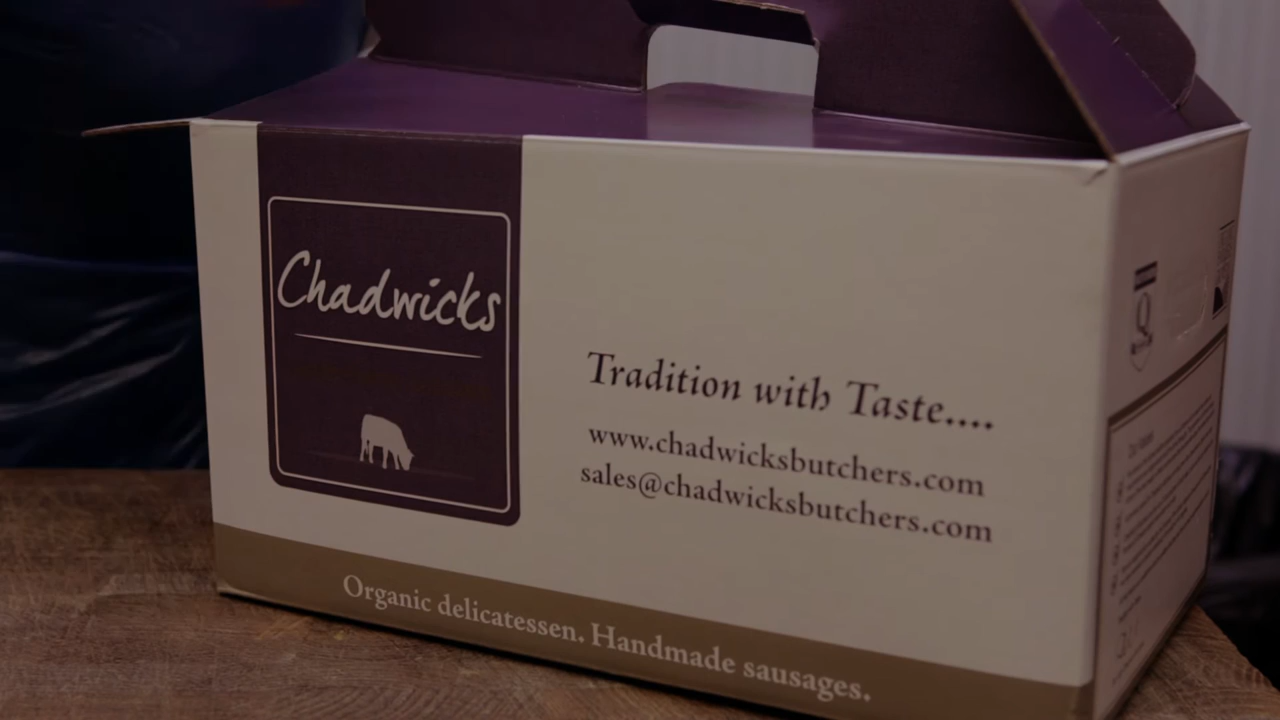 Chadwicks
Tradition with Taste....
www.chadwicksbutchers.com
sales@chadwicksbutchers.com
Organic delicatessen. Handmade sausages.